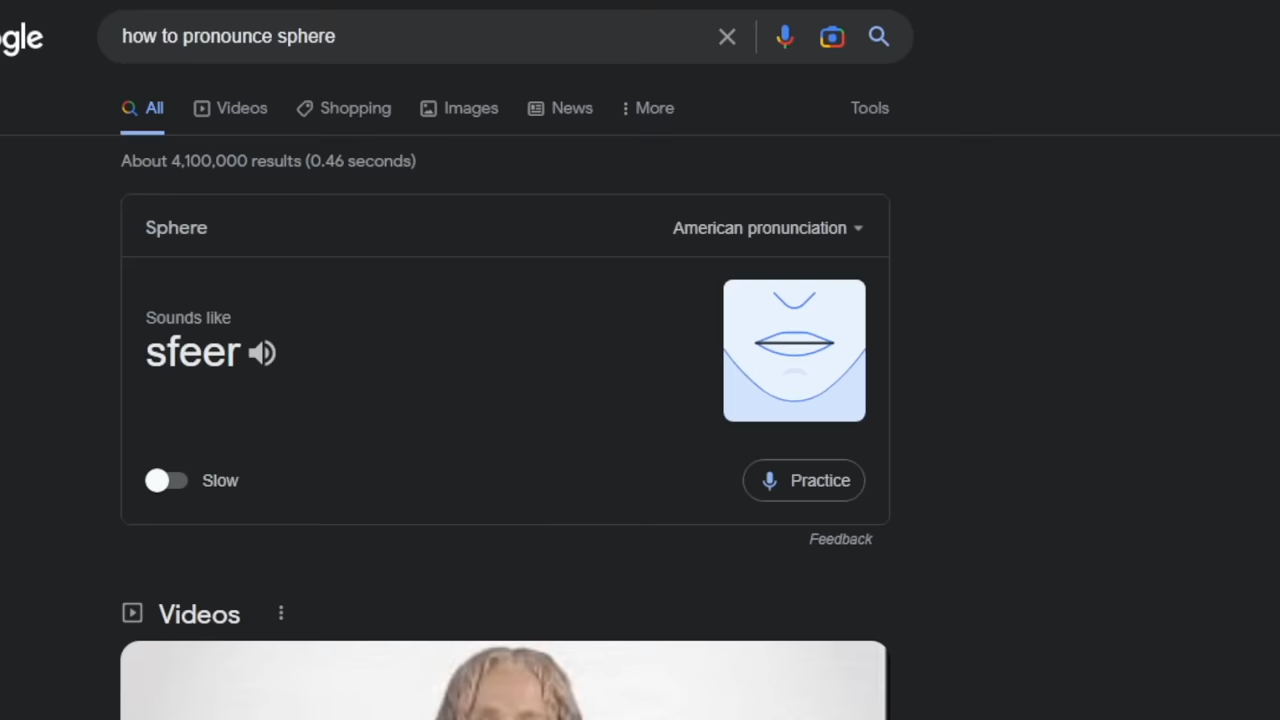 gle
how to pronounce sphere
All Videos Shopping Images News More Tools
About 4,100,000 results (0.46 seconds)
Sphere American pronunciation
Sounds like
sfeer
Slow Practice
Feedback
Videos